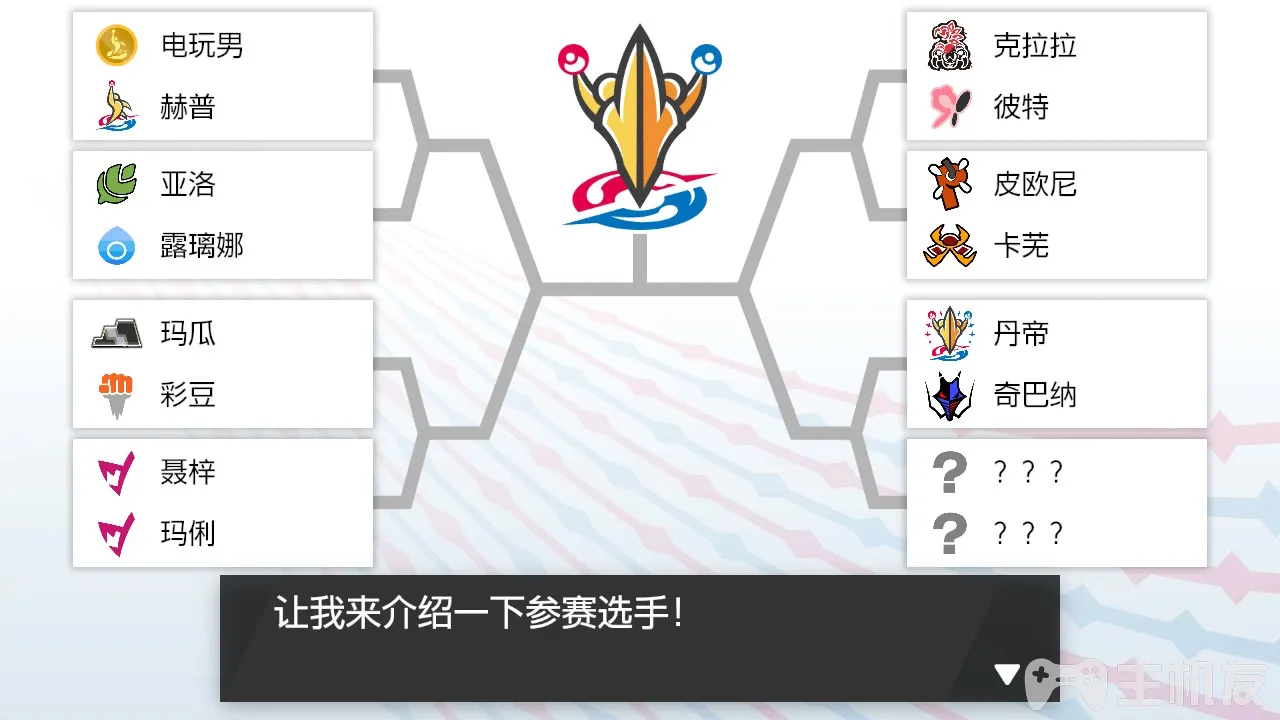 电玩男
赫普
亚洛
露璃娜
玛瓜
彩豆
聂梓
玛俐
克拉拉
彼特
皮欧尼
卡芜
丹帝
奇巴纳
？？？
？？？
让我来介绍一下参赛选手！
主机友